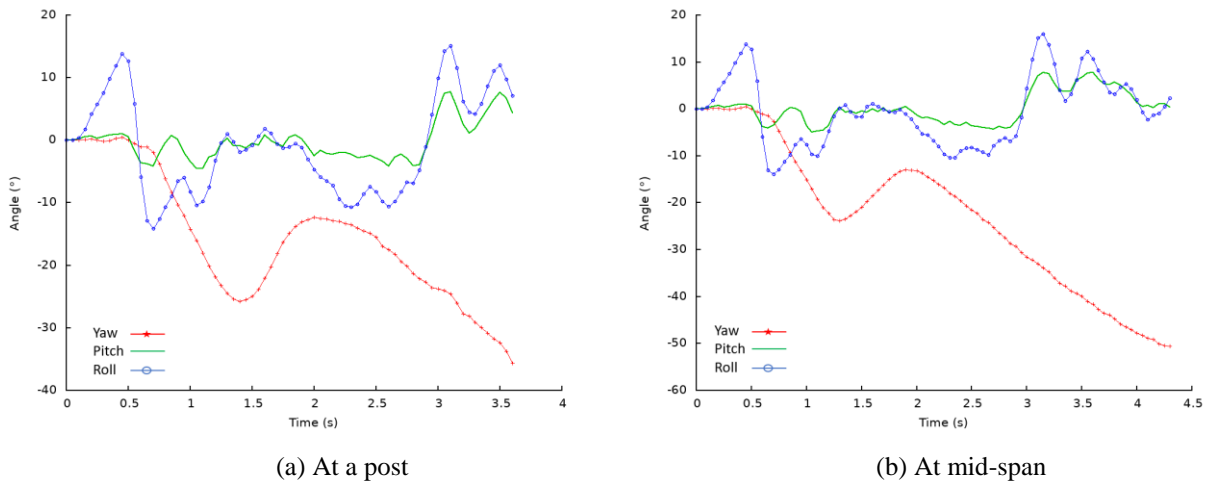 20
10
0
-10
-20
-30
-40
Angle (°)
Yaw
Pitch
Roll
0 0.5 1 1.5 2 2.5 3 3.5 4
Time (s)
(a) At a post
20
10
0
-10
-20
-30
-40
-50
-60
Angle (°)
Yaw
Pitch
Roll
0 0.5 1 1.5 2 2.5 3 3.5 4 4.5
Time (s)
(b) At mid-span